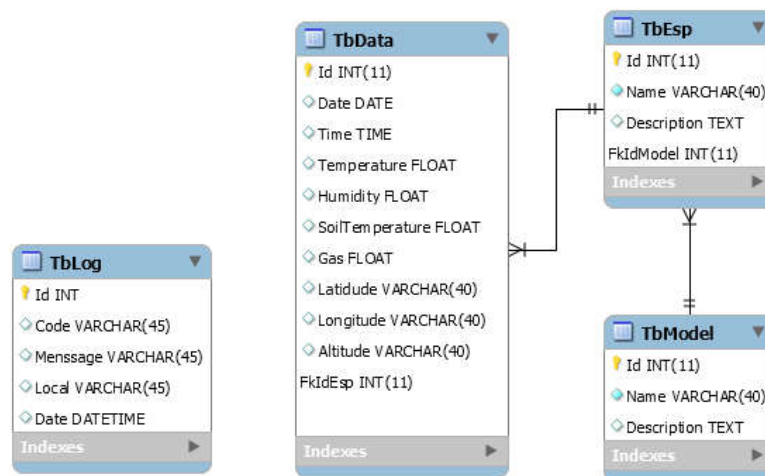 TbData
Id INT(11)
Date DATE
Time TIME
Temperature FLOAT
Humidity FLOAT
SoilTemperature FLOAT
Gas FLOAT
Latidude VARCHAR(40)
Longitude VARCHAR(40)
Altitude VARCHAR(40)
FkIdEsp INT(11)
Indexes
TbEsp
Id INT(11)
Name VARCHAR(40)
Description TEXT
FkIdModel INT(11)
Indexes
TbLog
Id INT
Code VARCHAR(45)
Menssage VARCHAR(45)
Local VARCHAR(45)
Date DATETIME
Indexes
TbModel
Id INT(11)
Name VARCHAR(40)
Description TEXT
Indexes